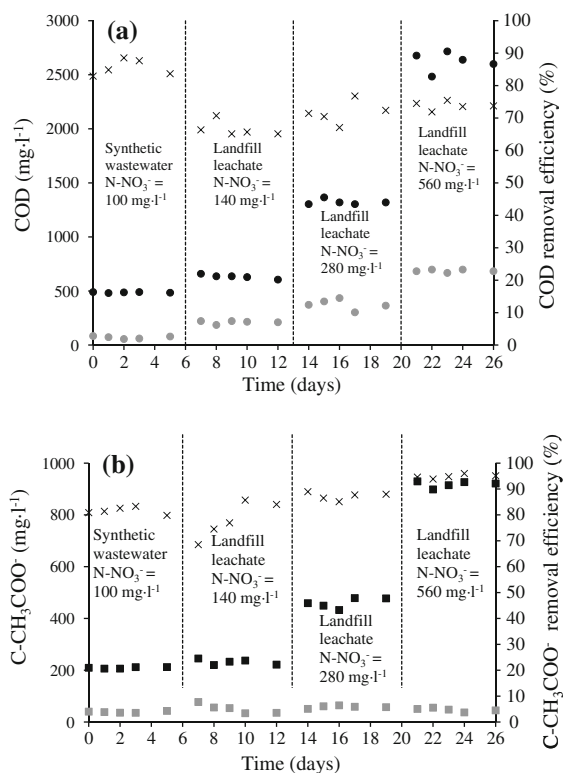 (a)
3000
2500
2000
1500
1000
500
0
COD (mg·l⁻¹)
100
90
80
70
60
50
40
30
20
10
0
COD removal efficiency (%)
Synthetic
wastewater
N-NO₃⁻ =
100 mg·l⁻¹
Landfill
leachate
N-NO₃⁻ =
140 mg·l⁻¹
Landfill
leachate
N-NO₃⁻ =
280 mg·l⁻¹
Landfill
leachate
N-NO₃⁻ =
560 mg·l⁻¹
0 2 4 6 8 10 12 14 16 18 20 22 24 26
Time (days)
(b)
1000
800
600
400
200
0
C-CH₃COO⁻ (mg·l⁻¹)
100
90
80
70
60
50
40
30
20
10
0
C-CH₃COO⁻ removal efficiency (%)
Synthetic
wastewater
N-NO₃⁻ =
100 mg·l⁻¹
Landfill
leachate
N-NO₃⁻ =
140 mg·l⁻¹
Landfill
leachate
N-NO₃⁻ =
280 mg·l⁻¹
Landfill
leachate
N-NO₃⁻ =
560 mg·l⁻¹
0 2 4 6 8 10 12 14 16 18 20 22 24 26
Time (days)